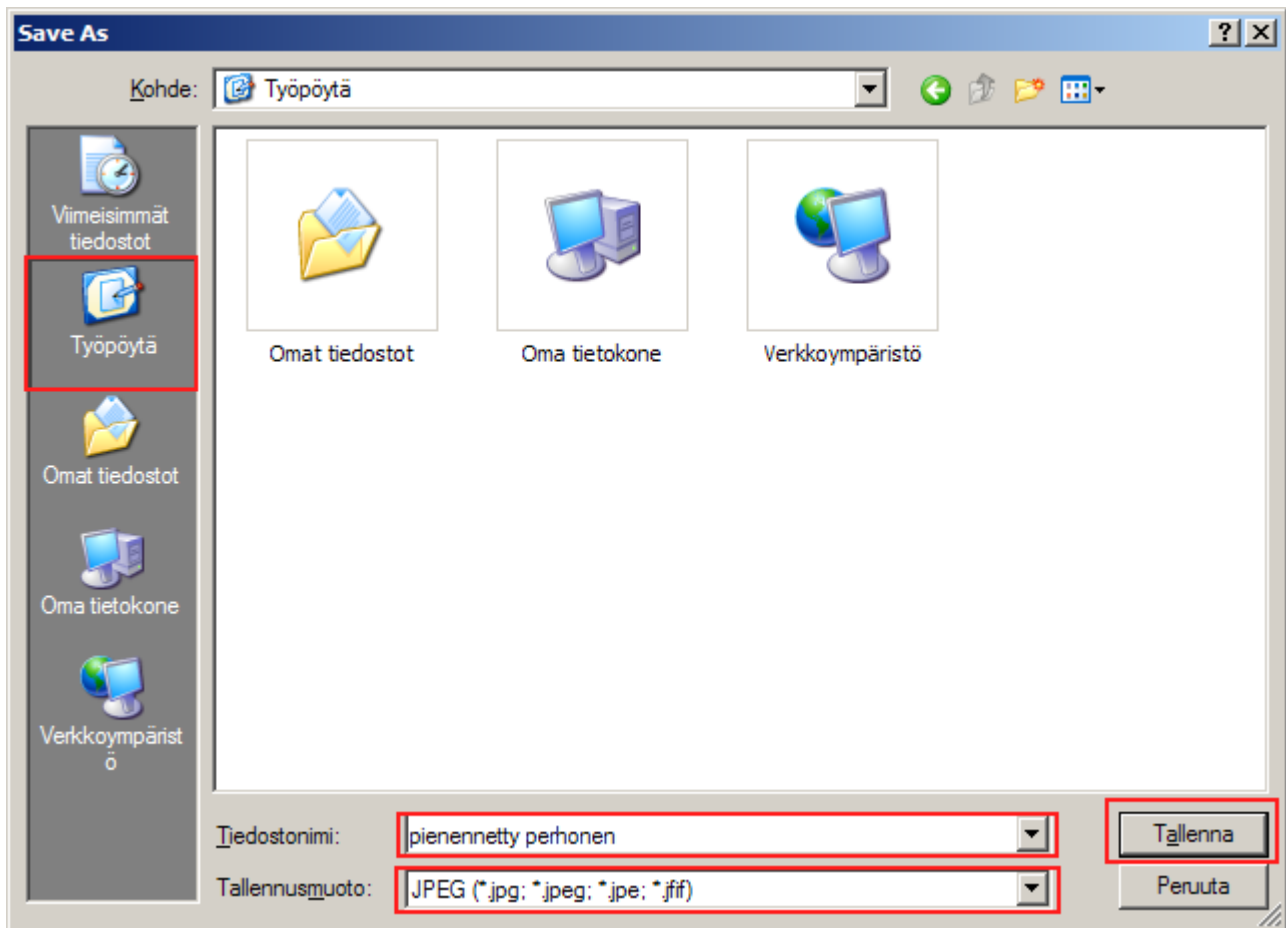 Save As
Kohde: Työpöytä
Viimeisimmät
tiedostot
Työpöytä
Omat tiedostot
Oma tietokone
Verkkoympärist
ö
Omat tiedostot Oma tietokone Verkkoympäristö
Tiedostonimi: pienennetty perhonen Tallenna
Tallennusmuoto: JPEG (*.jpg; *.jpeg; *.jpe; *.jfif) Peruuta